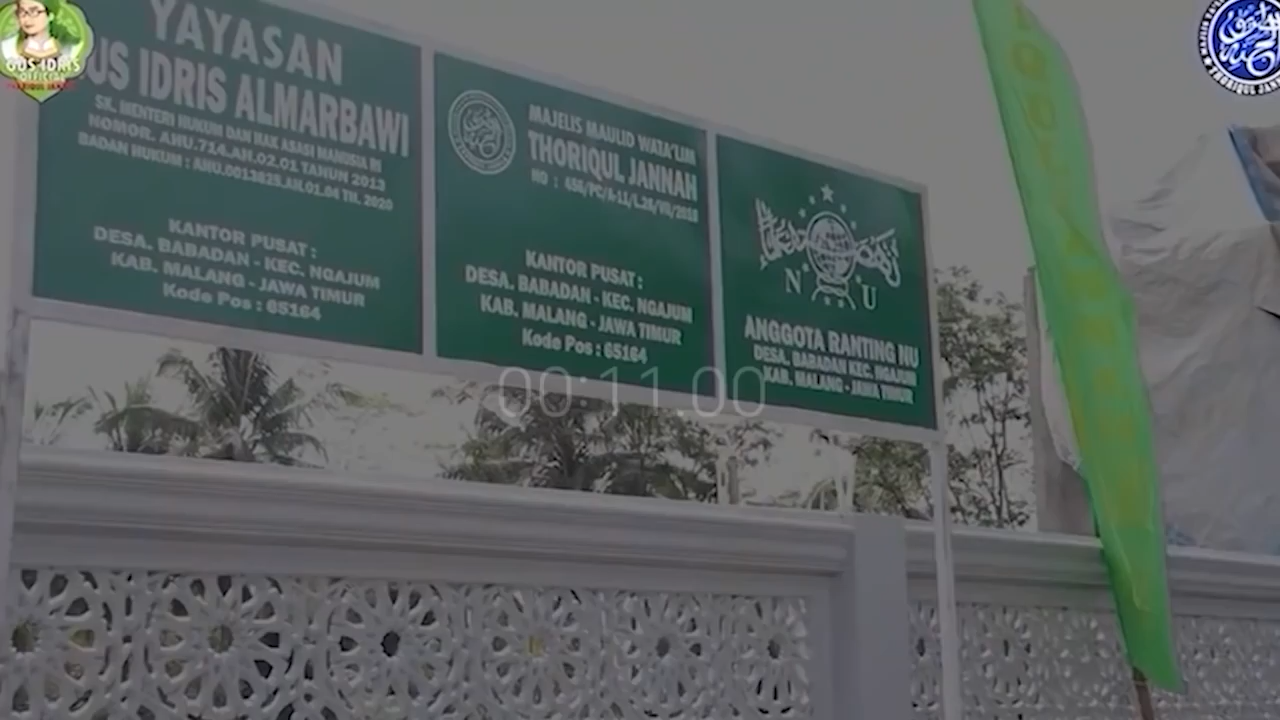 GUS IDRIS
OFFICIAL
YAYASAN
US IDRIS ALMARBAWI
SK. MENTERI HUKUM DAN HAK ASASI MANUSIA RI
NOMOR. AHU.714.AH.02.01 TAHUN 2013
BADAN HUKUM : AHU.0013825.AH.01.04 TH. 2020
KANTOR PUSAT :
DESA. BABADAN - KEC. NGAJUM
KAB. MALANG - JAWA TIMUR
Kode Pos : 65164
MAJELIS MAULID WATA'LIM
THORIQUL JANNAH
KANTOR PUSAT :
DESA. BABADAN - KEC. NGAJUM
KAB. MALANG - JAWA TIMUR
Kode Pos : 65164
N U
ANGGOTA RANTING NU
DESA. BABADAN KEC. NGAJUM
KAB. MALANG - JAWA TIMUR
00:11.00